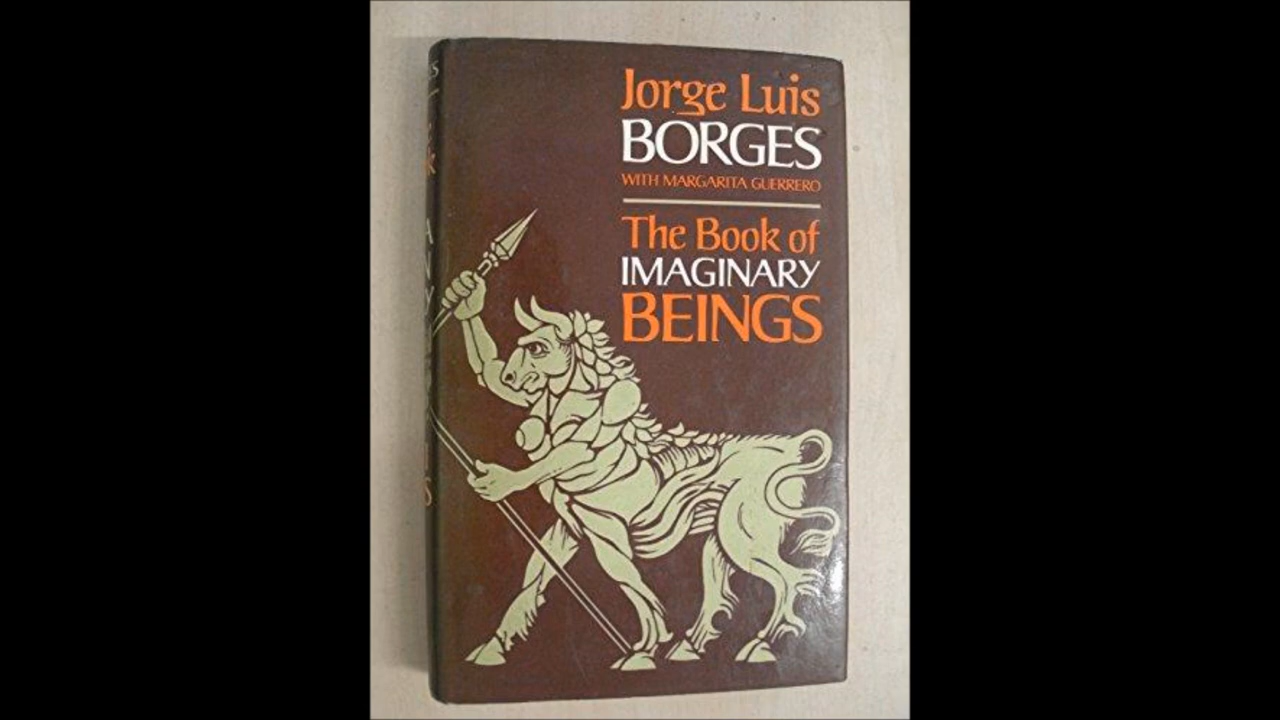 Jorge Luis
BORGES
WITH MARGARITA GUERRERO
The Book of
IMAGINARY
BEINGS